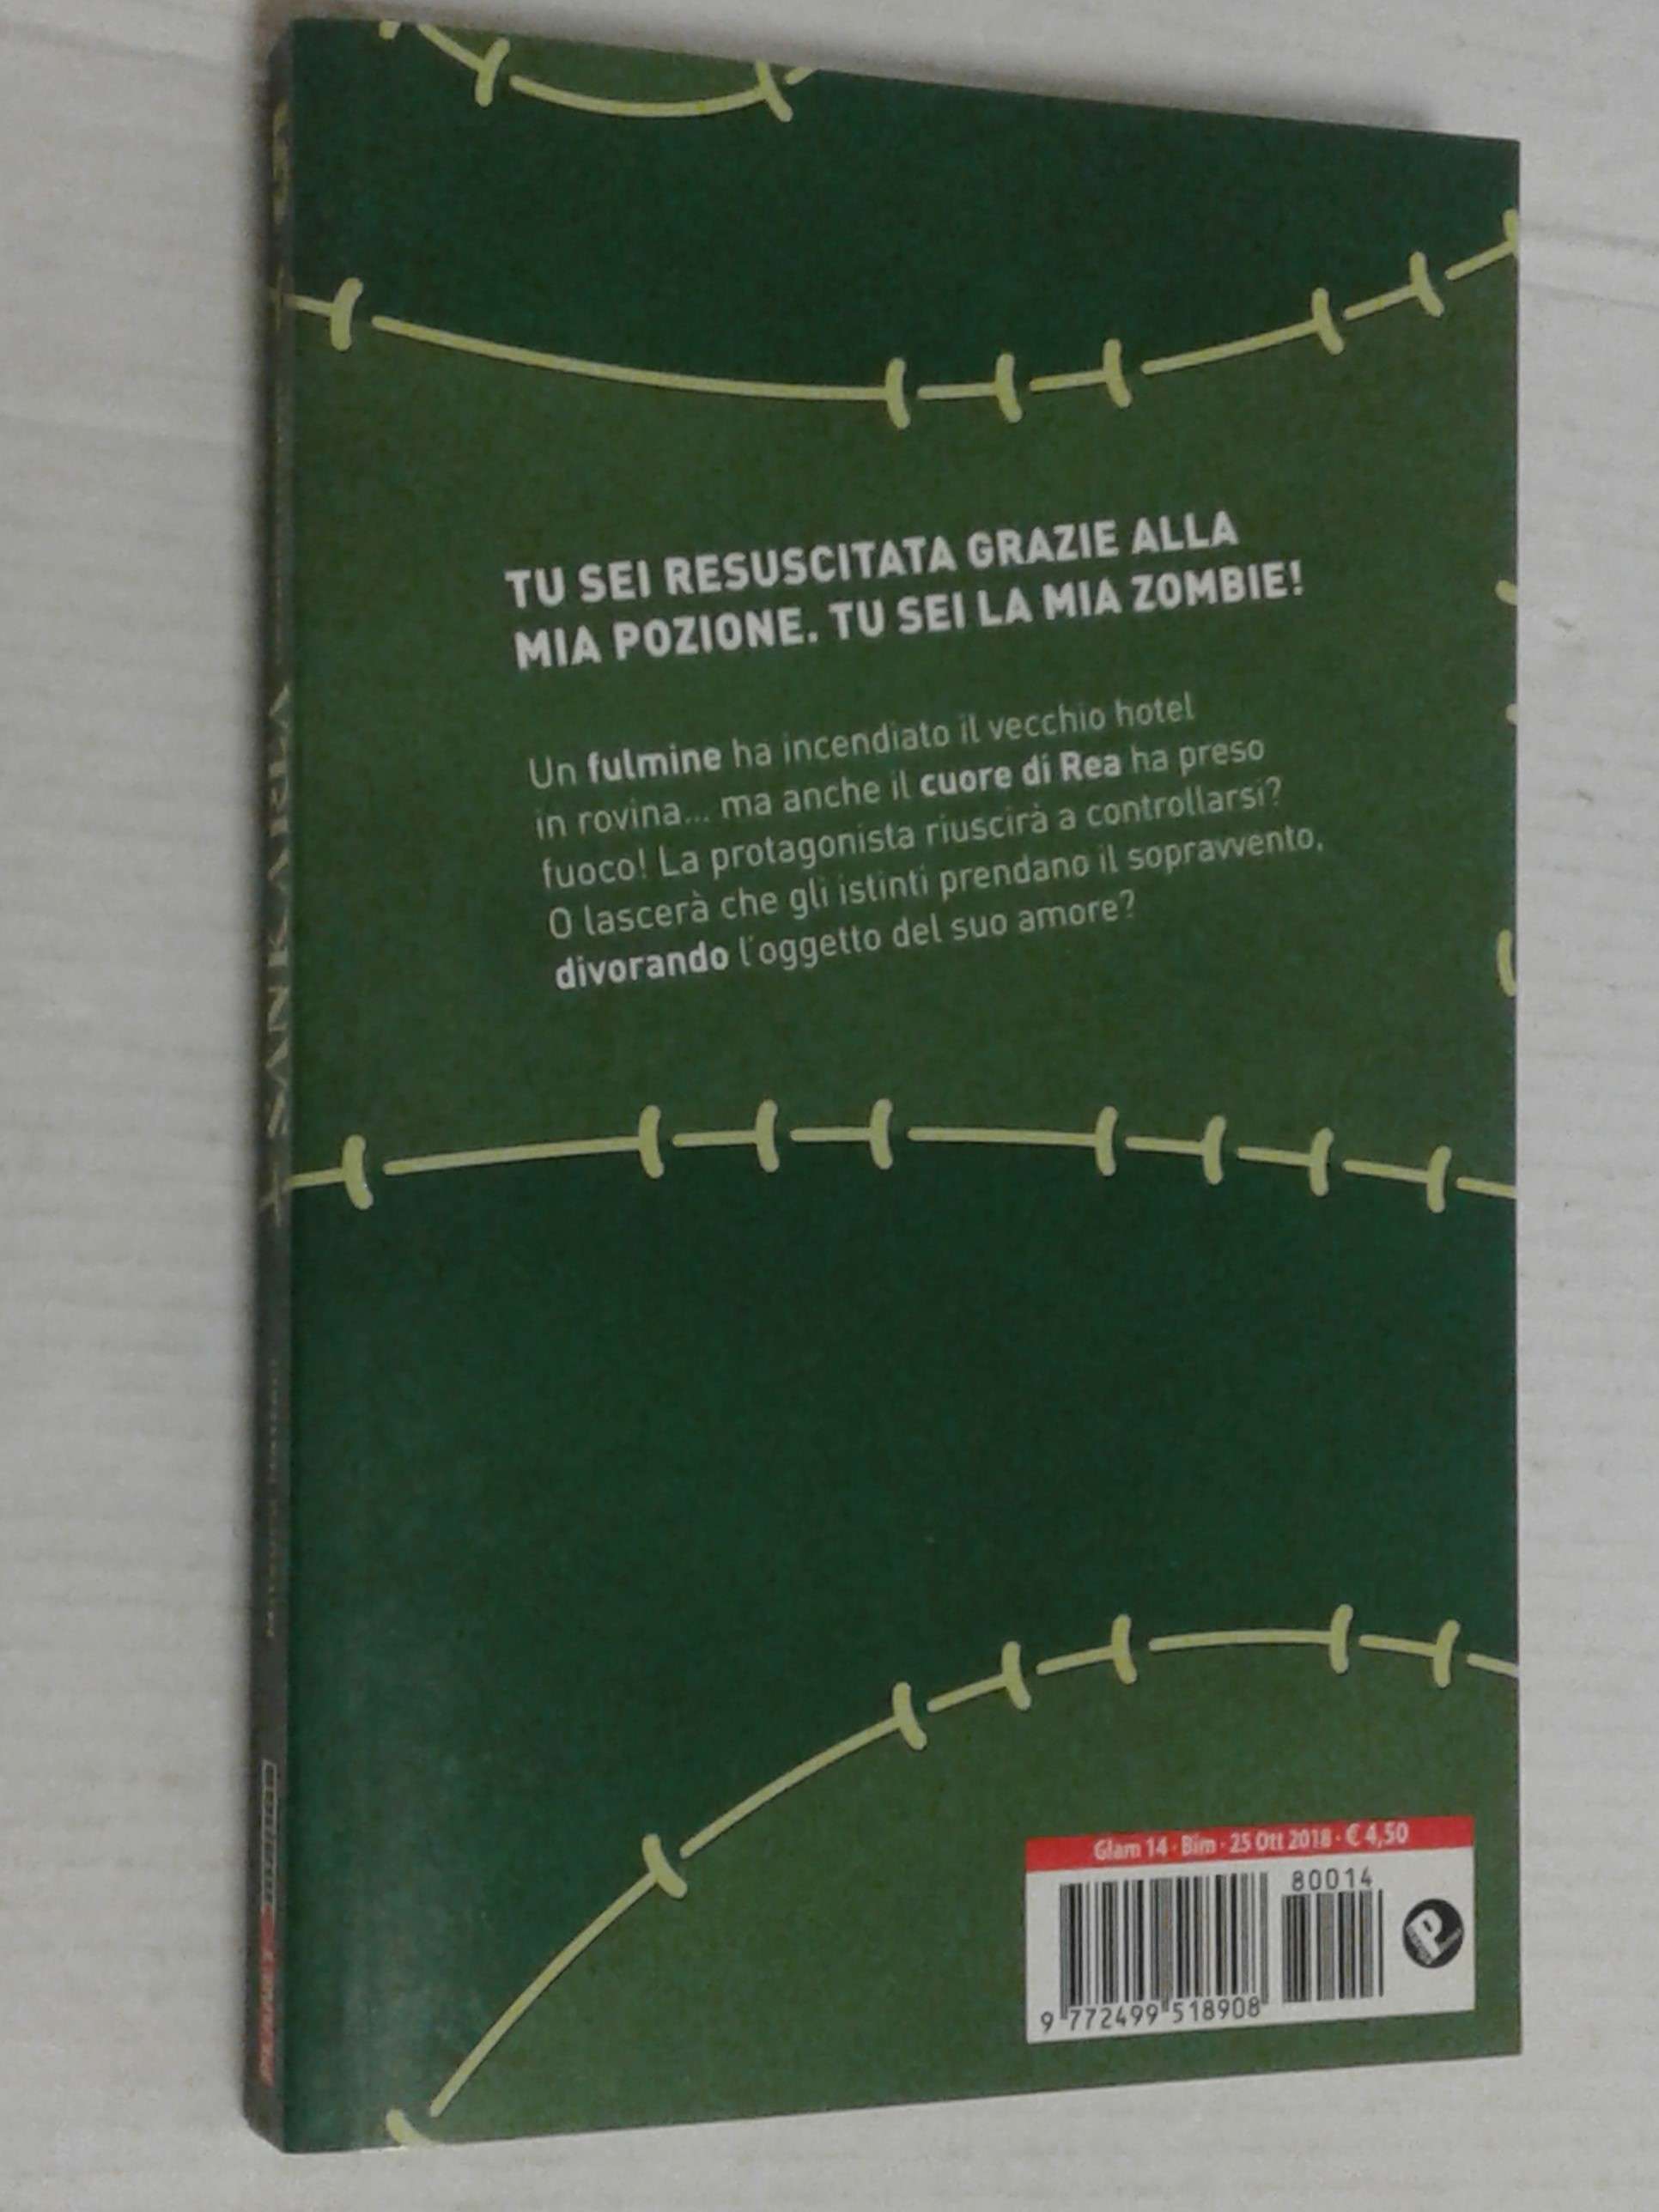 TU SEI RESUSCITATA GRAZIE ALLA
MIA POZIONE. TU SEI LA MIA ZOMBIE!
Un fulmine ha incendiato il vecchio hotel
in rovina... ma anche il cuore di Rea ha preso
fuoco! La protagonista riuscirà a controllarsi?
O lascerà che gli istinti prendano il sopravvento,
divorando l'oggetto del suo amore?
Glam 14 · Bim · 25 Ott 2018 · € 4,50
80014
9 772499 518908
P
SANKAREA